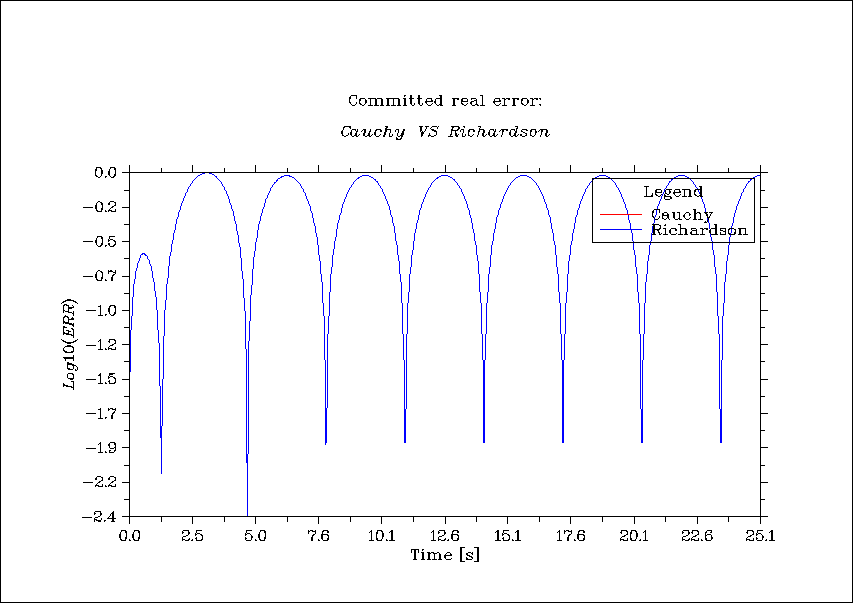 Committed real error:
Cauchy VS Richardson
Legend
Cauchy
Richardson
Log10(ERR)
0.0
-0.2
-0.5
-0.7
-1.0
-1.2
-1.5
-1.7
-1.9
-2.2
-2.4
0.0 2.5 5.0 7.6 10.1 12.6 15.1 17.6 20.1 22.6 25.1
Time [s]